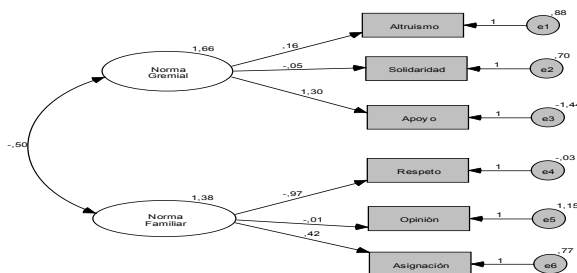 ,88
Altruismo
1
e1
1,66
,16
,70
Norma
Gremial
-,05
Solidaridad
1
e2
1,30
-1,44
Apoyo
1
e3
-,50
-,03
Respeto
1
e4
-,97
1,38
1,15
Norma
Familiar
-,01
Opinión
1
e5
,42
,77
Asignación
1
e6